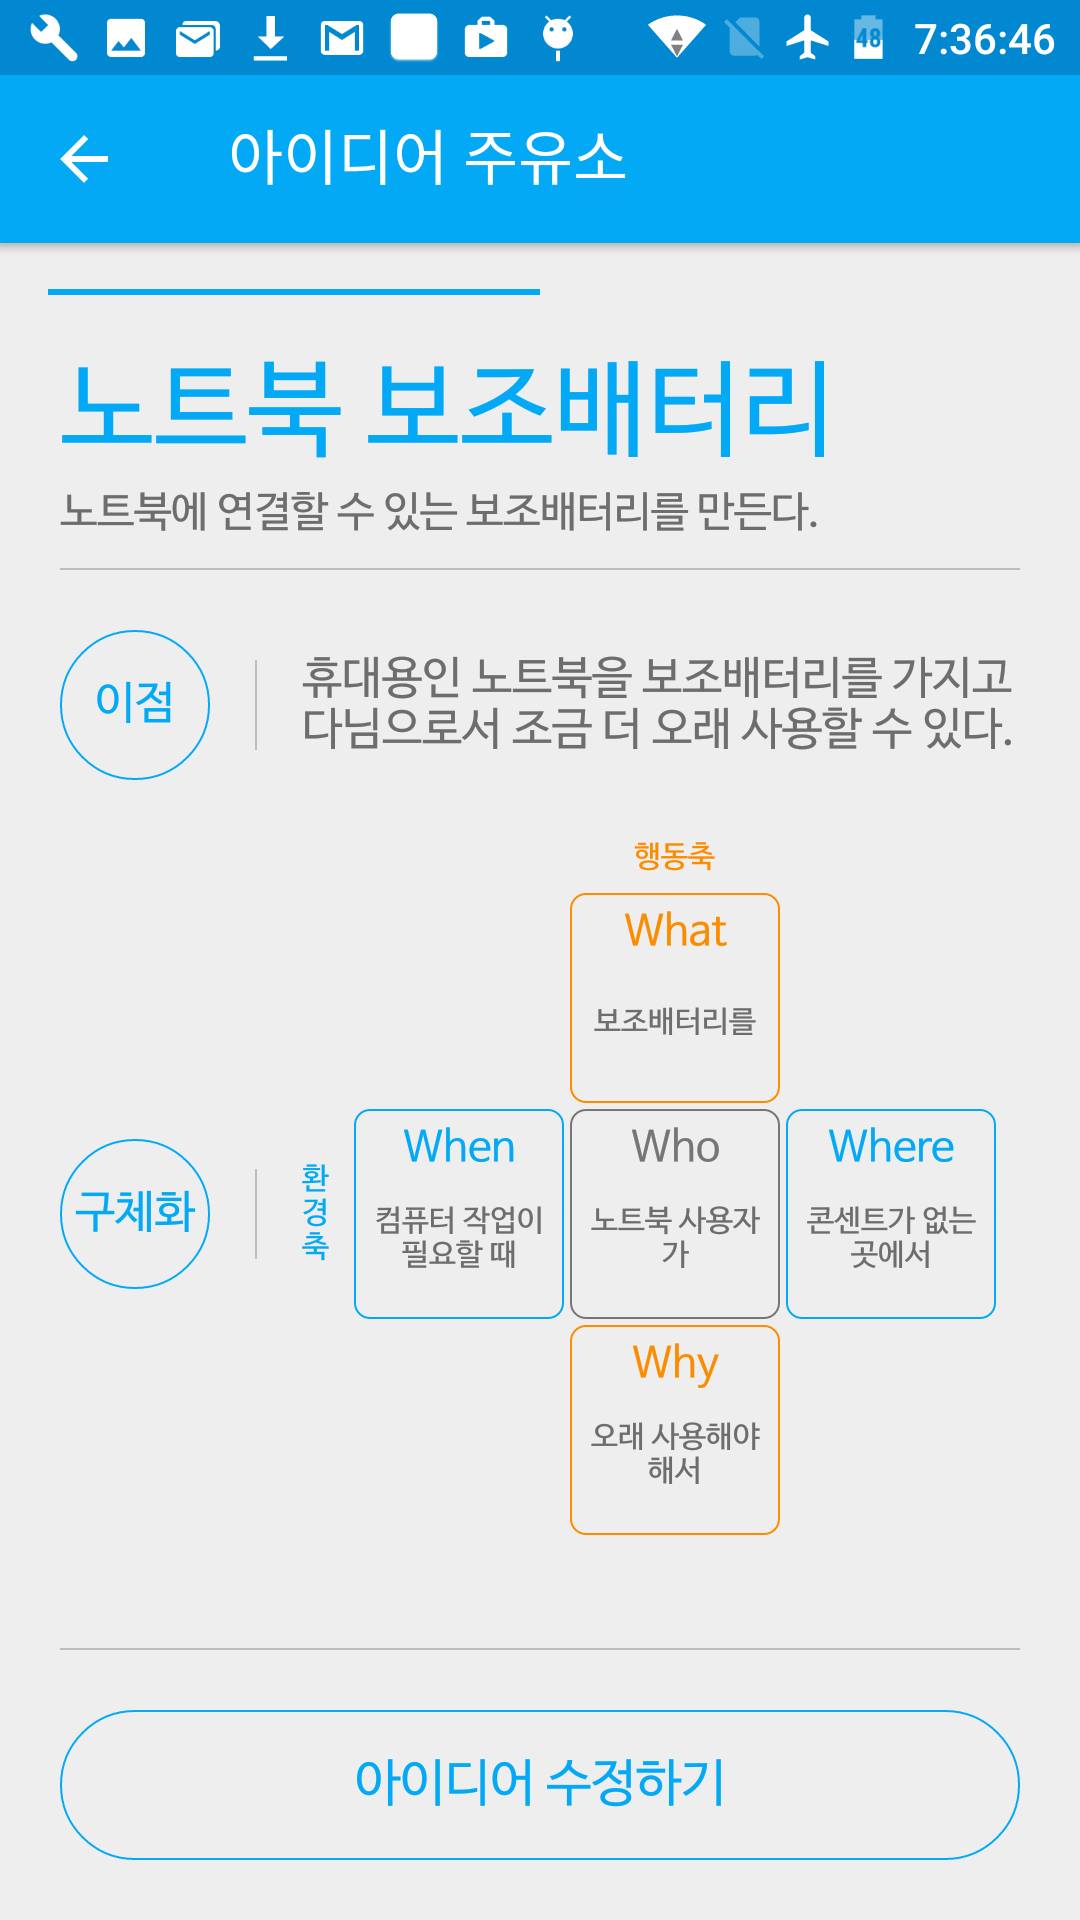 48 7:36:46
아이디어 주유소
노트북 보조배터리
노트북에 연결할 수 있는 보조배터리를 만든다.
이점
휴대용인 노트북을 보조배터리를 가지고
다님으로서 조금 더 오래 사용할 수 있다.
행동축
What
보조배터리를
구체화
환
경
축
When
컴퓨터 작업이
필요할 때
Who
노트북 사용자
가
Where
콘센트가 없는
곳에서
Why
오래 사용해야
해서
아이디어 수정하기